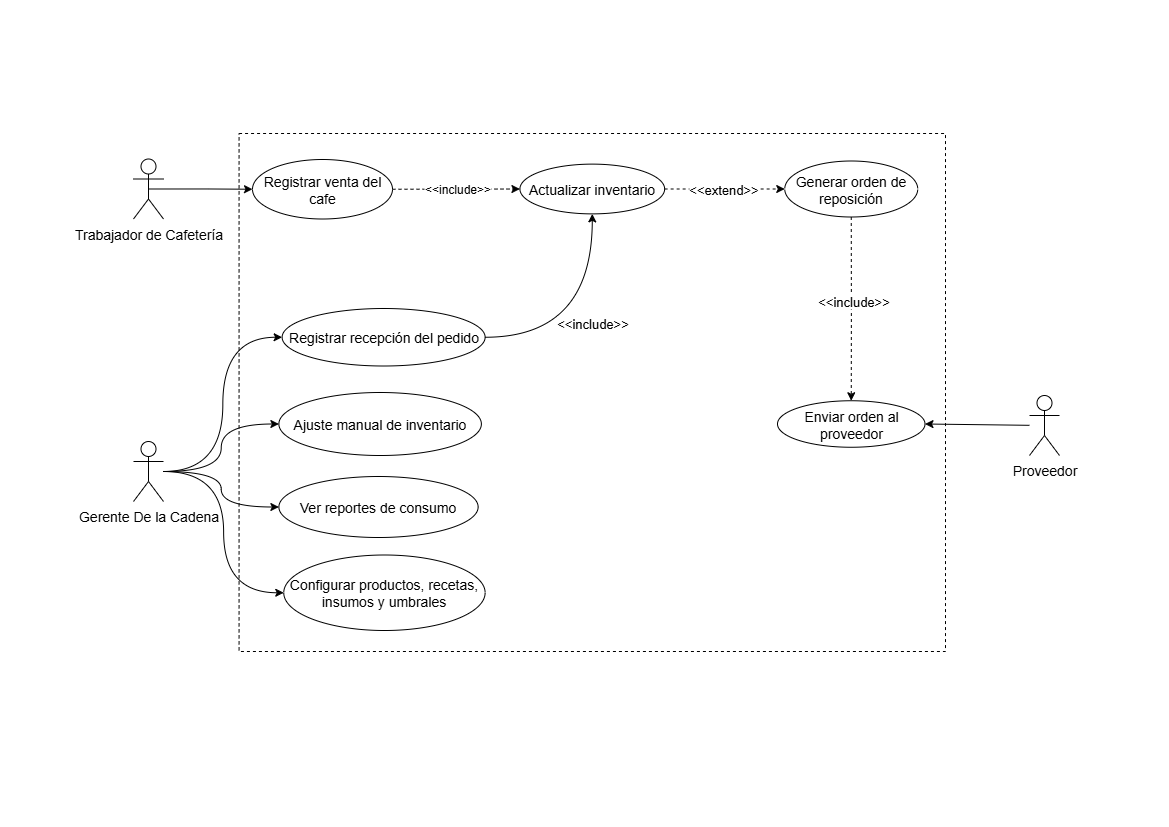 Registrar venta del
cafe
<<include>>
Actualizar inventario
<<extend>>
Generar orden de
reposición
Trabajador de Cafetería
<<include>>
Registrar recepción del pedido
<<include>>
Ajuste manual de inventario
Enviar orden al
proveedor
Proveedor
Gerente De la Cadena
Ver reportes de consumo
Configurar productos, recetas,
insumos y umbrales